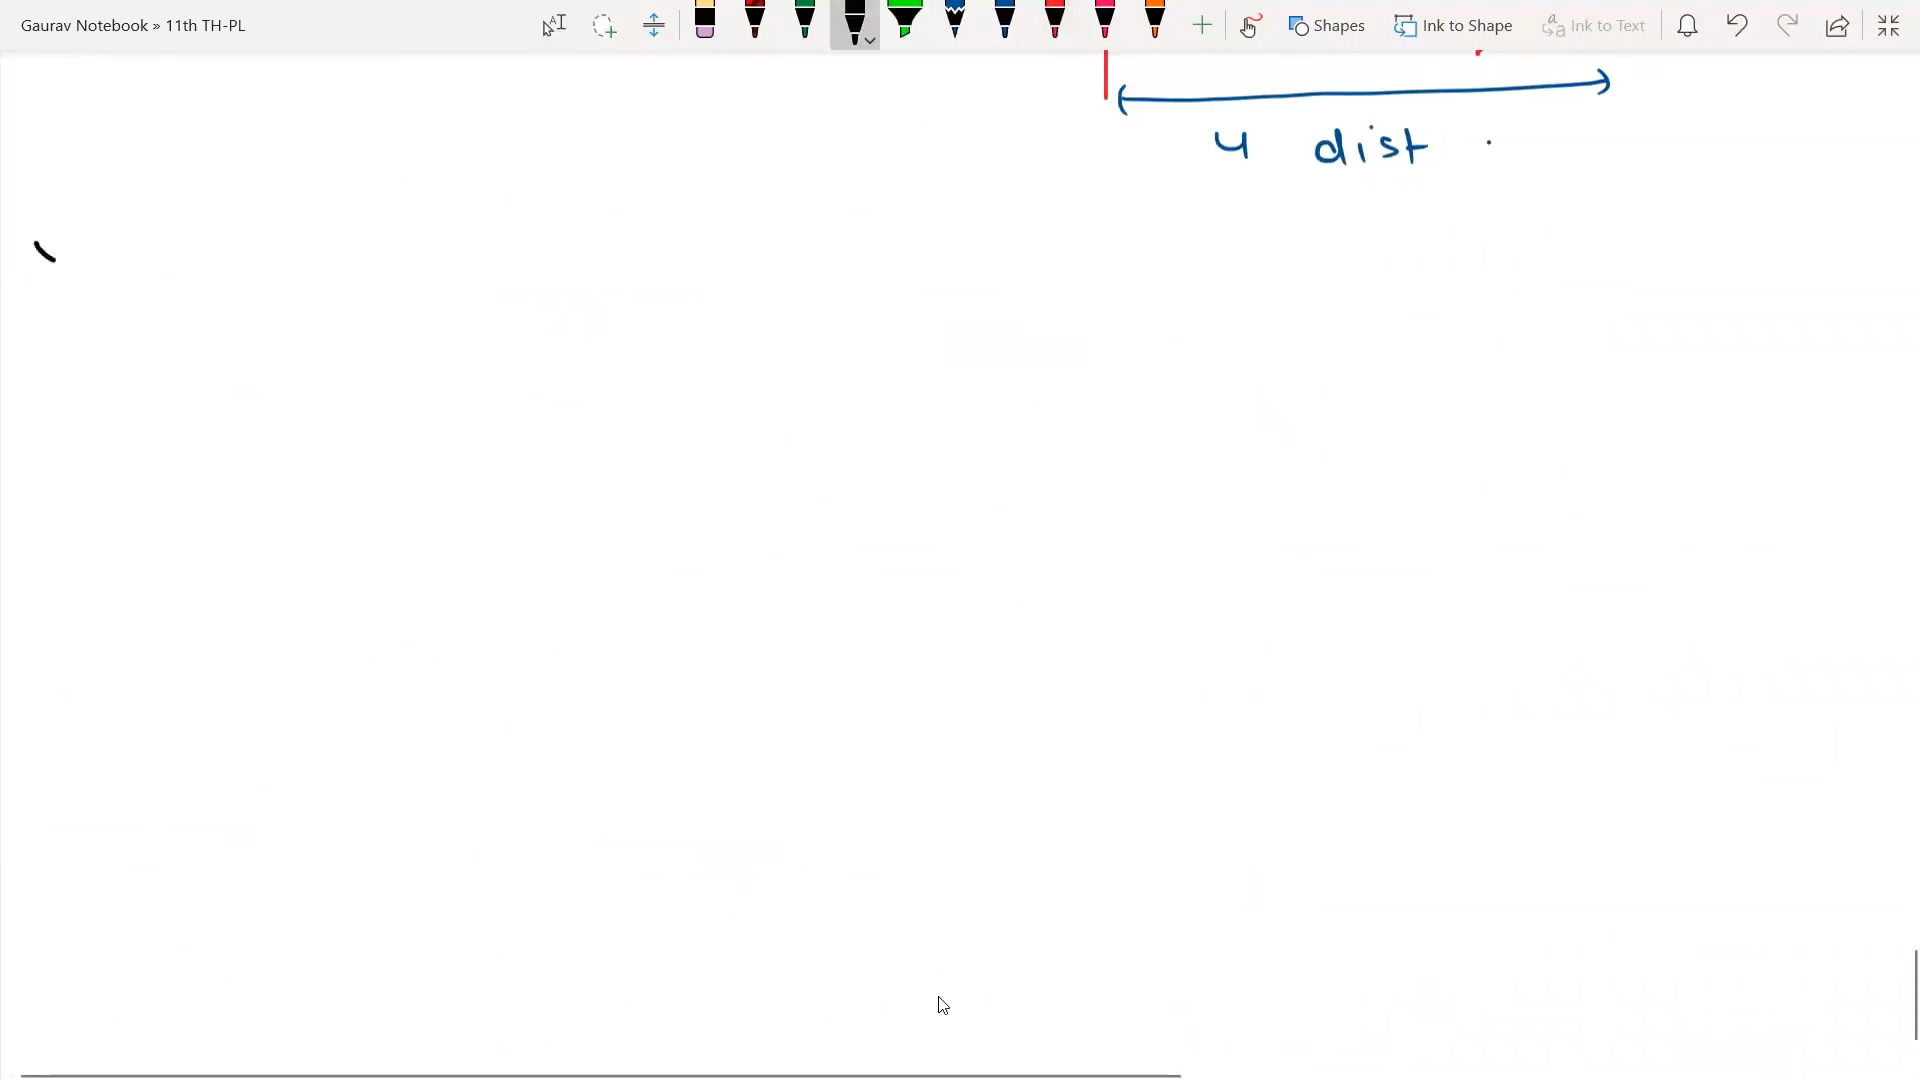 Gaurav Notebook » 11th TH-PL
Shapes
Ink to Shape
Ink to Text
4 dist .